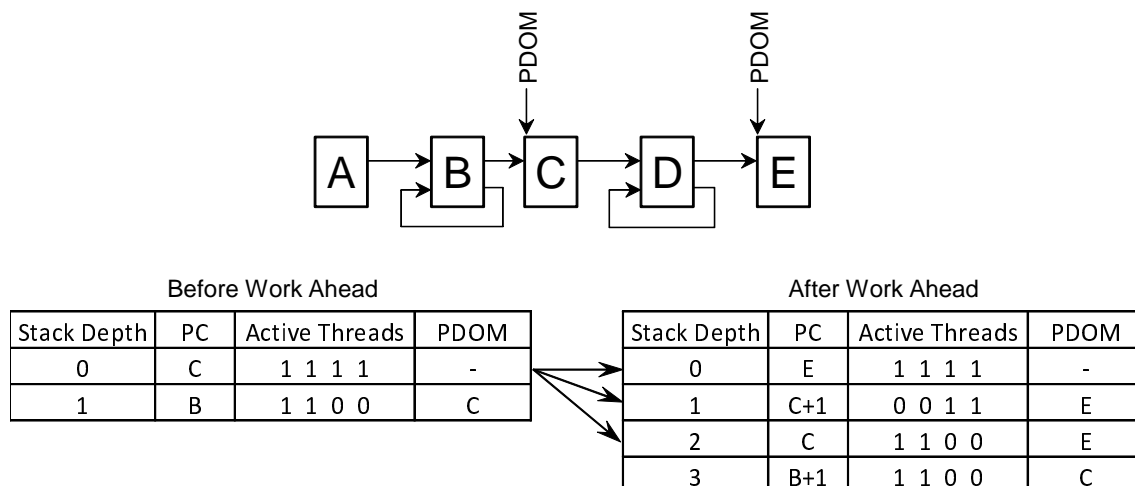 PDOM PDOM
A B C D E
Before Work Ahead
Stack Depth PC Active Threads PDOM
0 C 1 1 1 1 -
1 B 1 1 0 0 C
After Work Ahead
Stack Depth PC Active Threads PDOM
0 E 1 1 1 1 -
1 C+1 0 0 1 1 E
2 C 1 1 0 0 E
3 B+1 1 1 0 0 C